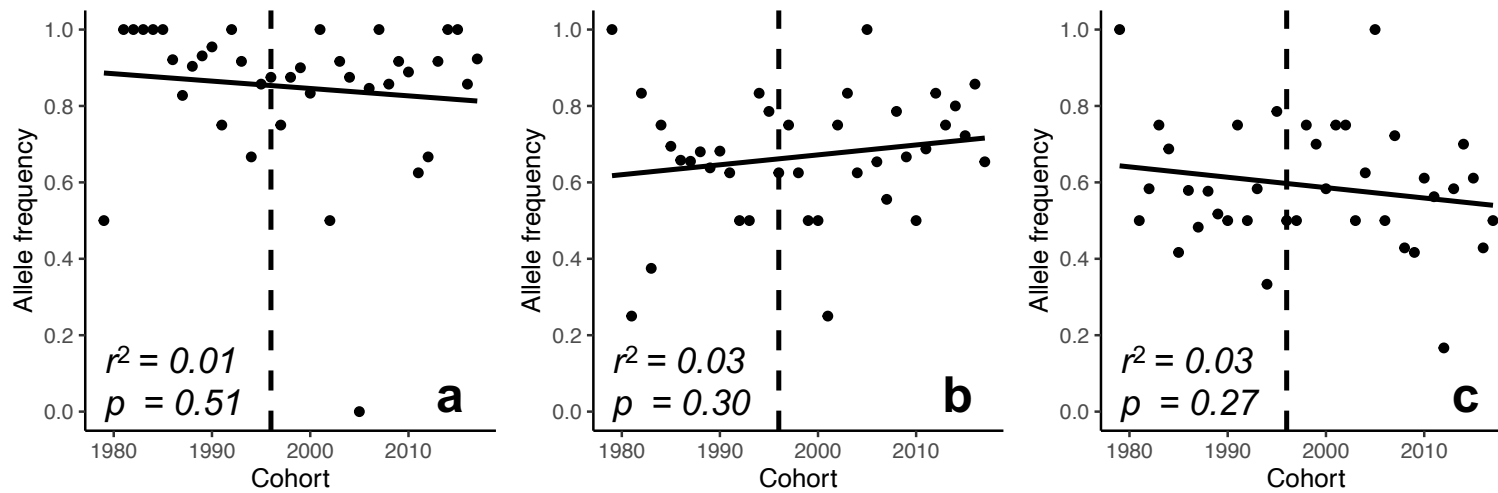 Allele frequency
1.0
0.8
0.6
0.4
0.2
0.0
r² = 0.01
p = 0.51
a
1980 1990 2000 2010
Cohort
Allele frequency
1.0
0.8
0.6
0.4
0.2
0.0
r² = 0.03
p = 0.30
b
1980 1990 2000 2010
Cohort
Allele frequency
1.0
0.8
0.6
0.4
0.2
0.0
r² = 0.03
p = 0.27
c
1980 1990 2000 2010
Cohort